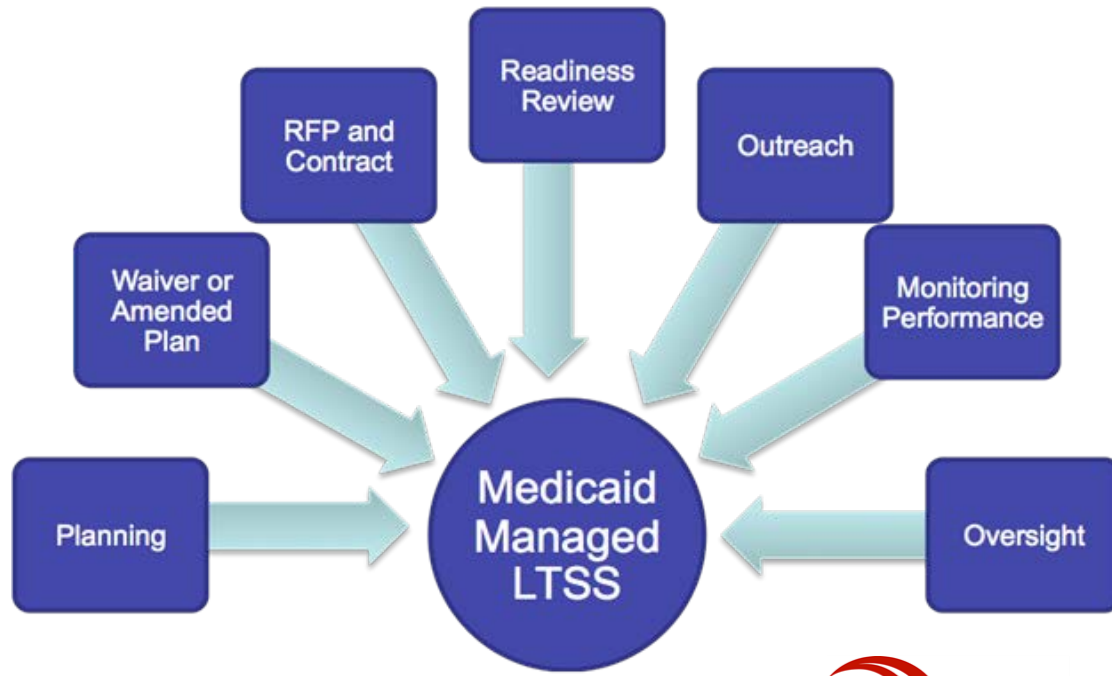 Readiness
Review
RFP and
Contract
Outreach
Waiver or
Amended
Plan
Monitoring
Performance
Planning
Medicaid
Managed
LTSS
Oversight